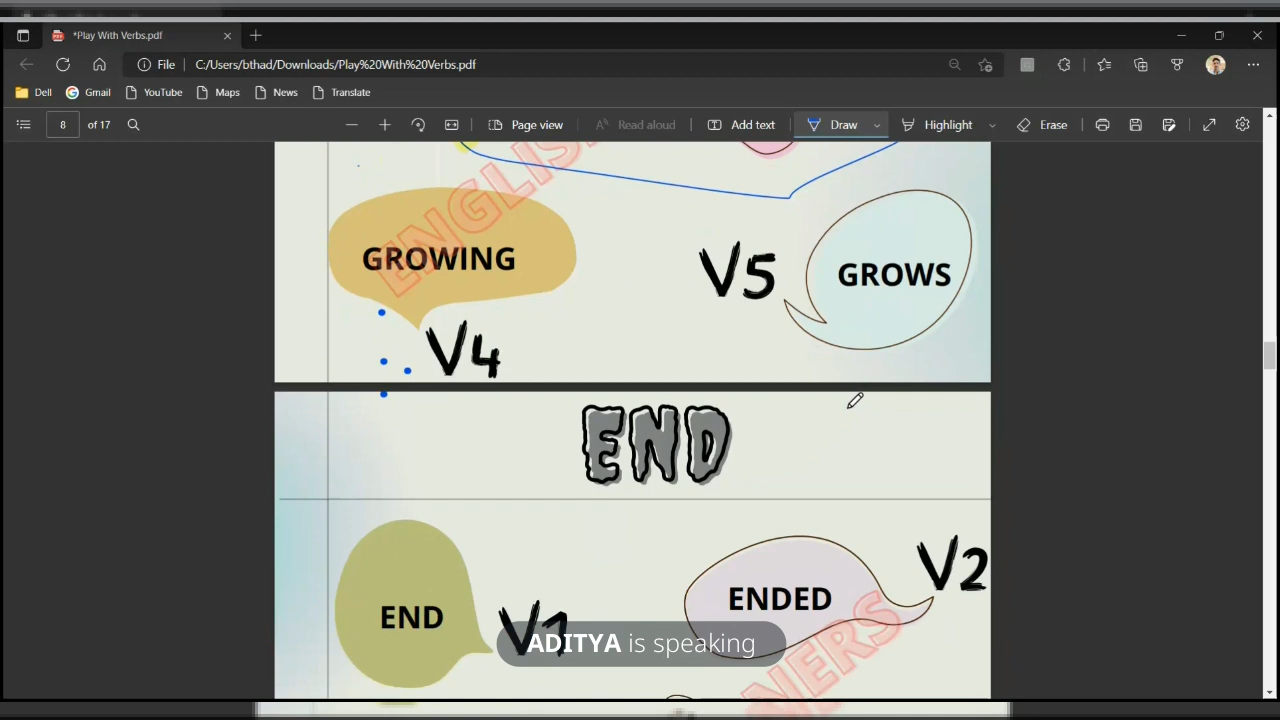 *Play With Verbs.pdf
File
C:/Users/bthad/Downloads/Play%20With%20Verbs.pdf
Dell Gmail YouTube Maps News Translate
8 of 17 Page view Read aloud Add text Draw Highlight Erase
ENGLISH
GROWING
V5
GROWS
V4
END
V2
ENDED
END
V1
ADITYA is speaking